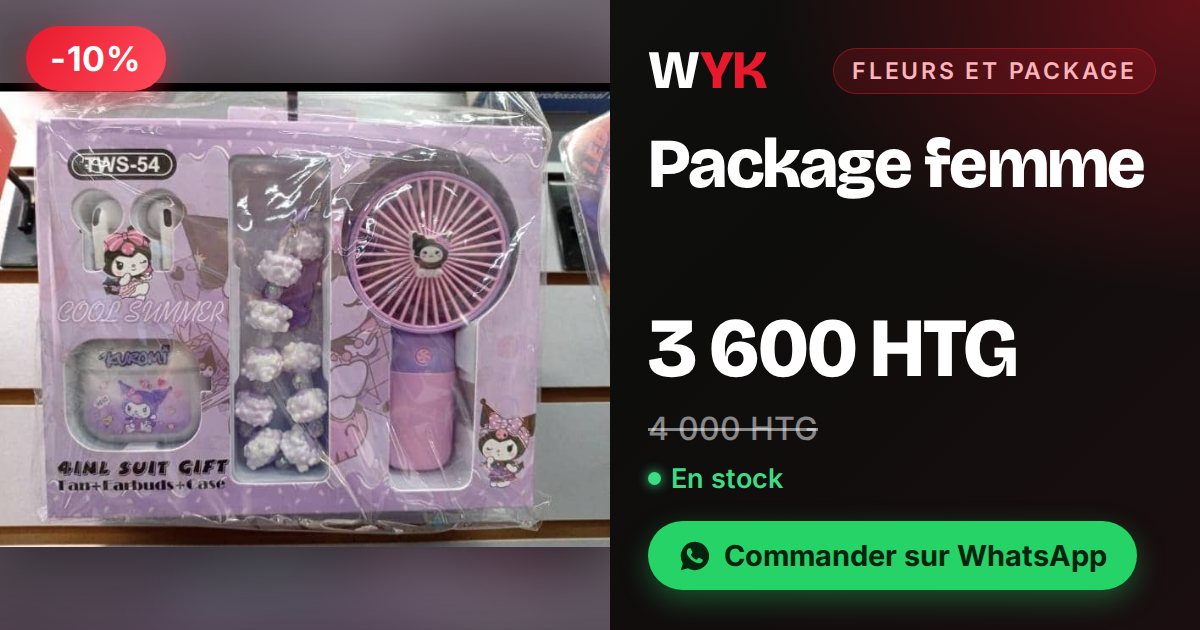 -10%
TWS-54
COOL SUMMER
KUROMI
4IN1 SUIT GIFT
Fan+Earbuds+Case
WYK
FLEURS ET PACKAGE
Package femme
3 600 HTG
4 000 HTG
En stock
Commander sur WhatsApp